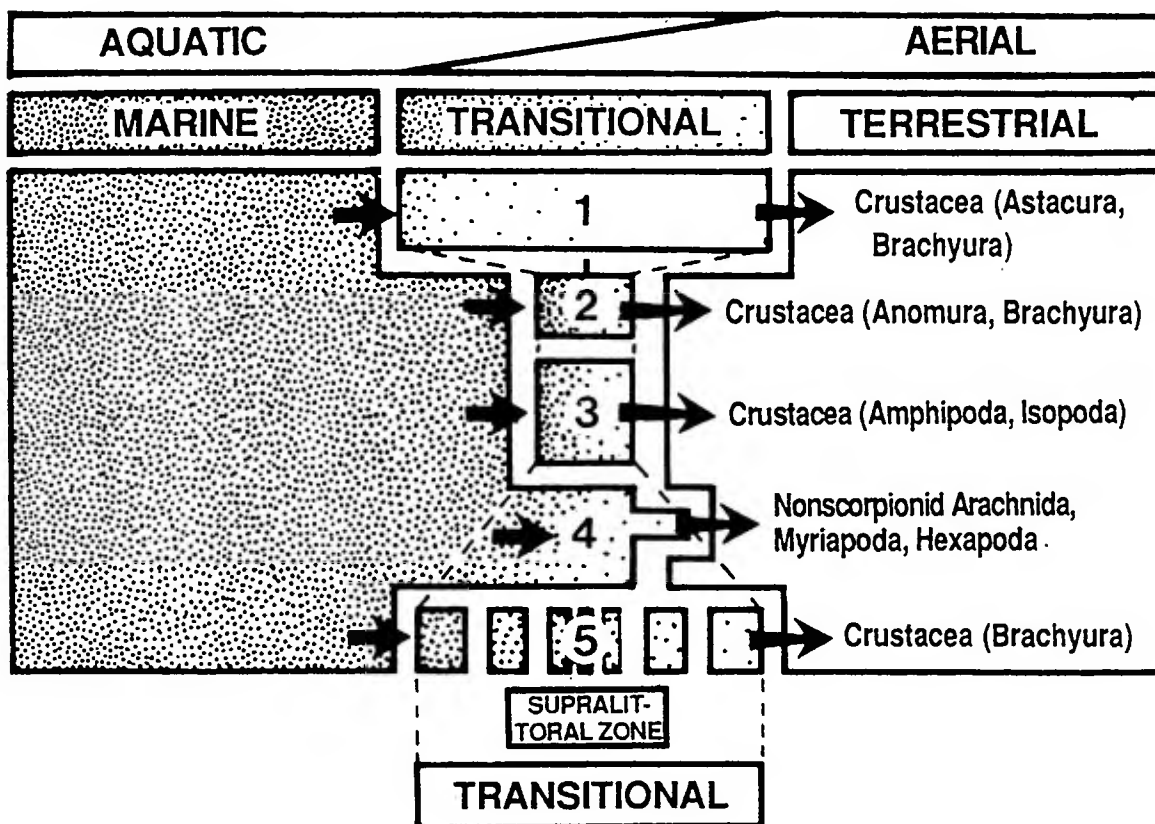 AQUATIC
AERIAL
MARINE
TRANSITIONAL
TERRESTRIAL
1
Crustacea (Astacura,
Brachyura)
2
Crustacea (Anomura, Brachyura)
3
Crustacea (Amphipoda, Isopoda)
4
Nonscorpionid Arachnida,
Myriapoda, Hexapoda
5
Crustacea (Brachyura)
SUPRALIT-
TORAL ZONE
TRANSITIONAL